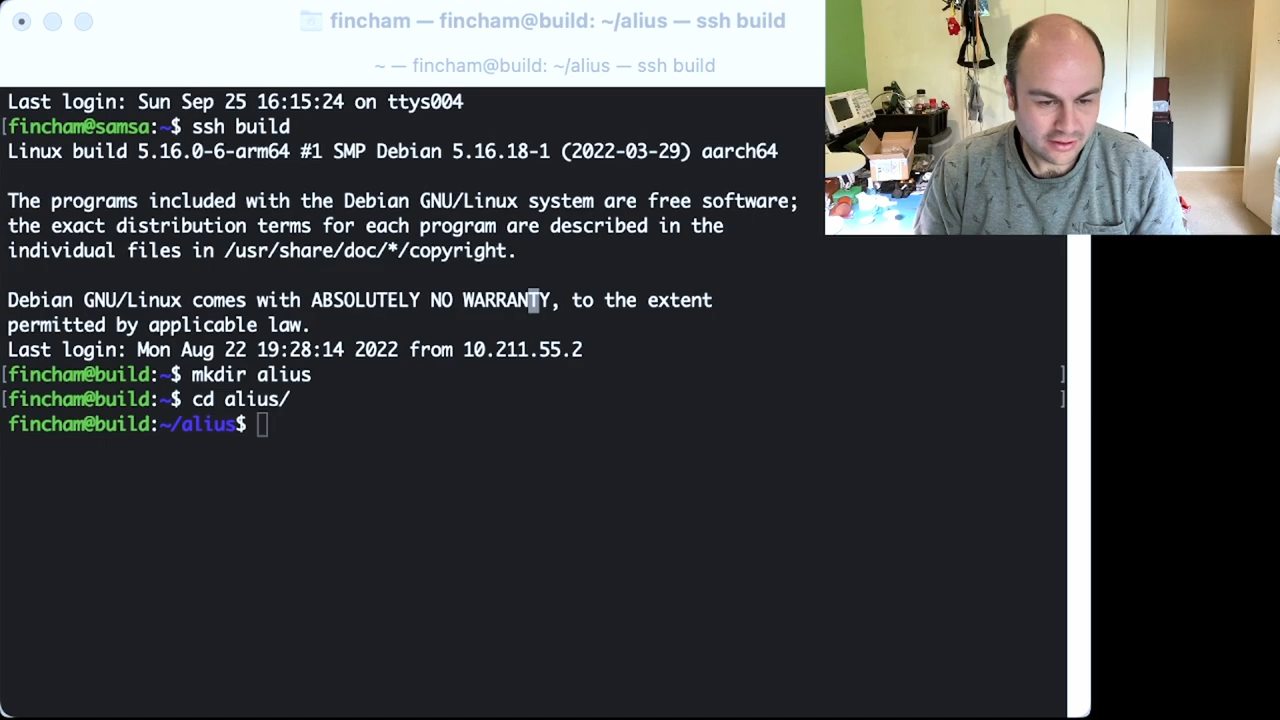 fincham — fincham@build: ~/alius — ssh build
~ — fincham@build: ~/alius — ssh build
Last login: Sun Sep 25 16:15:24 on ttys004
[fincham@samsa:~$ ssh build
Linux build 5.16.0-6-arm64 #1 SMP Debian 5.16.18-1 (2022-03-29) aarch64
The programs included with the Debian GNU/Linux system are free software;
the exact distribution terms for each program are described in the
individual files in /usr/share/doc/*/copyright.
Debian GNU/Linux comes with ABSOLUTELY NO WARRANTY, to the extent
permitted by applicable law.
Last login: Mon Aug 22 19:28:14 2022 from 10.211.55.2
[fincham@build:~$ mkdir alius ]
[fincham@build:~$ cd alius/ ]
fincham@build:~/alius$